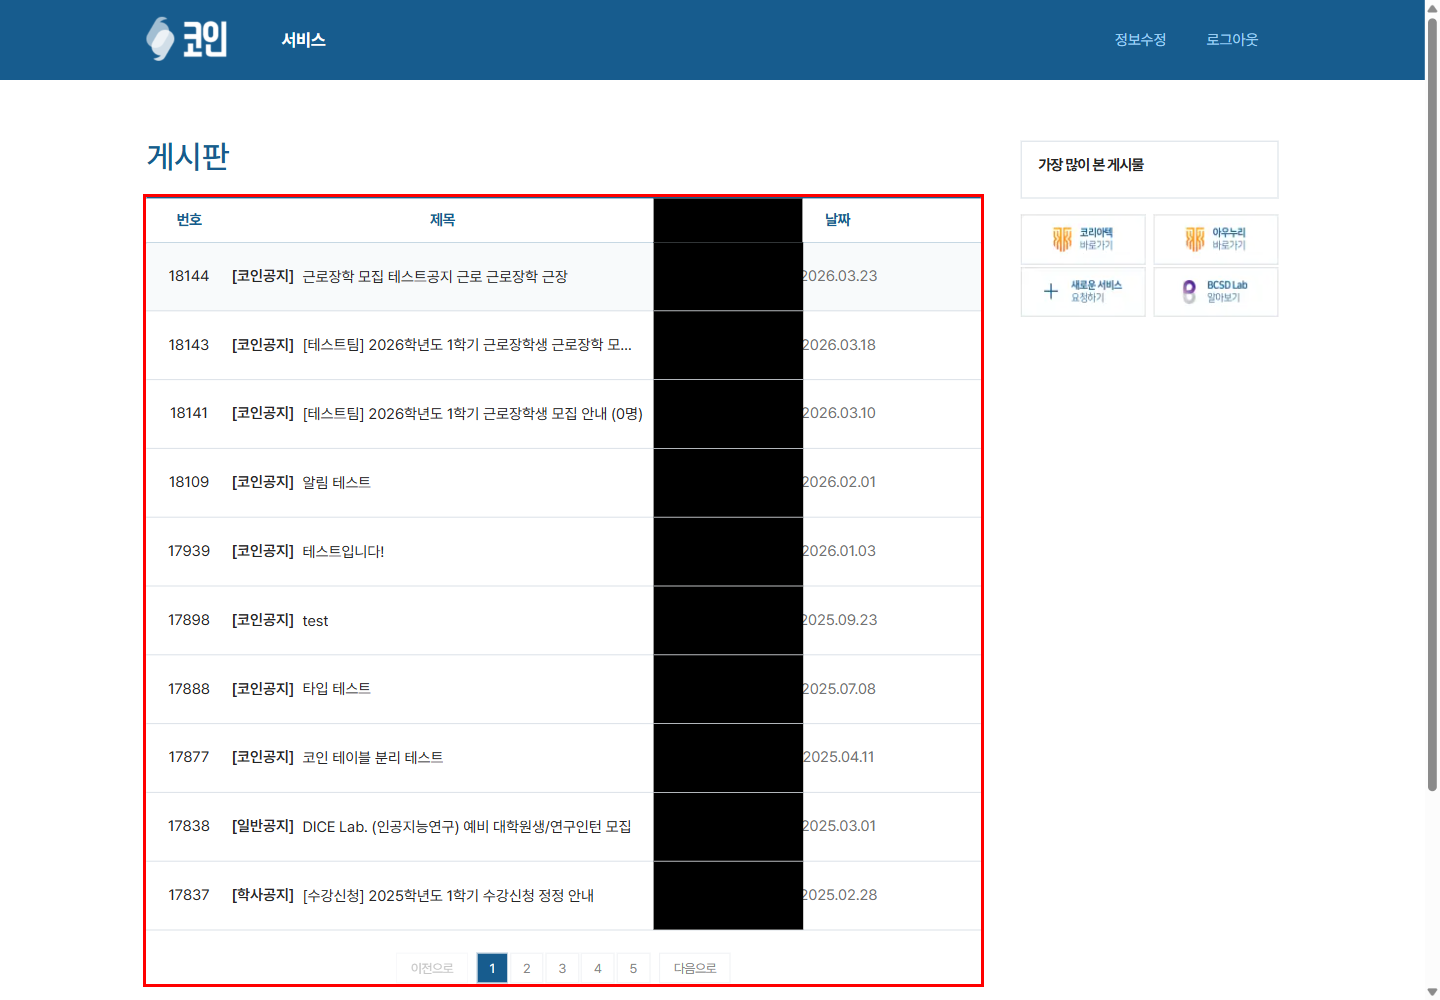 코인
서비스
정보수정
로그아웃
게시판
가장 많이 본 게시물
코리아텍
바로가기
아우누리
바로가기
새로운 서비스
요청하기
BCSD Lab
알아보기
번호 제목 날짜
18144 [코인공지] 근로장학 모집 테스트공지 근로 근로장학 근장 2026.03.23
18143 [코인공지] [테스트팀] 2026학년도 1학기 근로장학생 근로장학 모... 2026.03.18
18141 [코인공지] [테스트팀] 2026학년도 1학기 근로장학생 모집 안내 (0명) 2026.03.10
18109 [코인공지] 알림 테스트 2026.02.01
17939 [코인공지] 테스트입니다! 2026.01.03
17898 [코인공지] test 2025.09.23
17888 [코인공지] 타입 테스트 2025.07.08
17877 [코인공지] 코인 테이블 분리 테스트 2025.04.11
17838 [일반공지] DICE Lab. (인공지능연구) 예비 대학원생/연구인턴 모집 2025.03.01
17837 [학사공지] [수강신청] 2025학년도 1학기 수강신청 정정 안내 2025.02.28
이전으로 1 2 3 4 5 다음으로